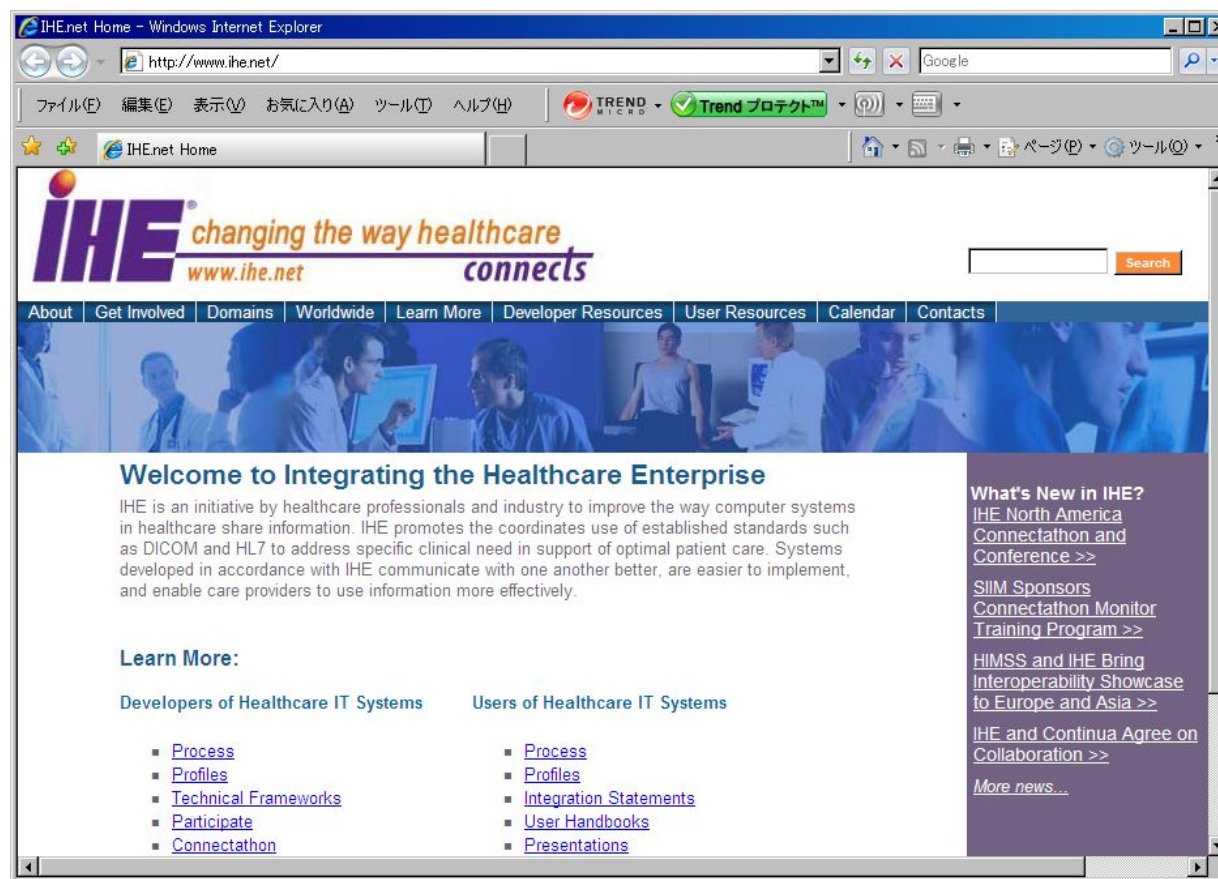 IHE.net Home - Windows Internet Explorer
http://www.ihe.net/
Google
ファイル(F) 編集(E) 表示(V) お気に入り(A) ツール(T) ヘルプ(H)
TREND MICRO
Trend プロテクト™
IHE.net Home
ページ(P) ツール(O)
IHE® changing the way healthcare
www.ihe.net connects
Search
About Get Involved Domains Worldwide Learn More Developer Resources User Resources Calendar Contacts
Welcome to Integrating the Healthcare Enterprise
IHE is an initiative by healthcare professionals and industry to improve the way computer systems
in healthcare share information. IHE promotes the coordinates use of established standards such
as DICOM and HL7 to address specific clinical need in support of optimal patient care. Systems
developed in accordance with IHE communicate with one another better, are easier to implement,
and enable care providers to use information more effectively.
Learn More:
Developers of Healthcare IT Systems
Process
Profiles
Technical Frameworks
Participate
Connectathon
Users of Healthcare IT Systems
Process
Profiles
Integration Statements
User Handbooks
Presentations
What's New in IHE?
IHE North America
Connectathon and
Conference >>
SIIM Sponsors
Connectathon Monitor
Training Program >>
HIMSS and IHE Bring
Interoperability Showcase
to Europe and Asia >>
IHE and Continua Agree on
Collaboration >>
More news...